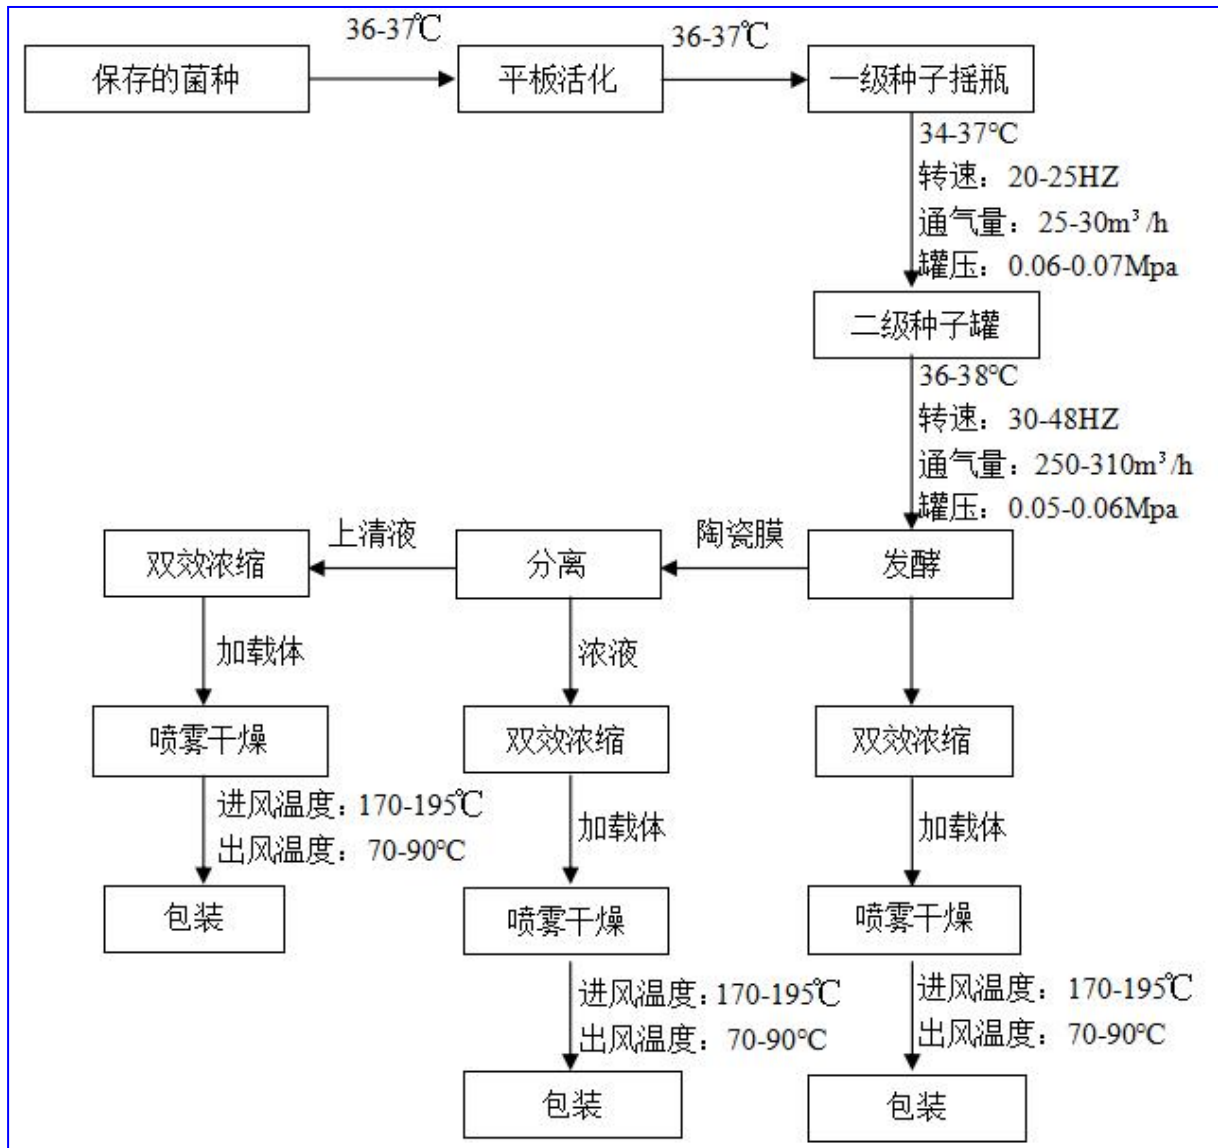 36-37℃
36-37℃
保存的菌种
平板活化
一级种子摇瓶
34-37℃
转速：20-25HZ
通气量：25-30m³/h
罐压：0.06-0.07Mpa
二级种子罐
36-38℃
转速：30-48HZ
通气量：250-310m³/h
罐压：0.05-0.06Mpa
双效浓缩
上清液
分离
陶瓷膜
发酵
加载体
浓液
喷雾干燥
双效浓缩
双效浓缩
进风温度：170-195℃
出风温度：70-90℃
加载体
加载体
包装
喷雾干燥
喷雾干燥
进风温度：170-195℃
出风温度：70-90℃
进风温度：170-195℃
出风温度：70-90℃
包装
包装